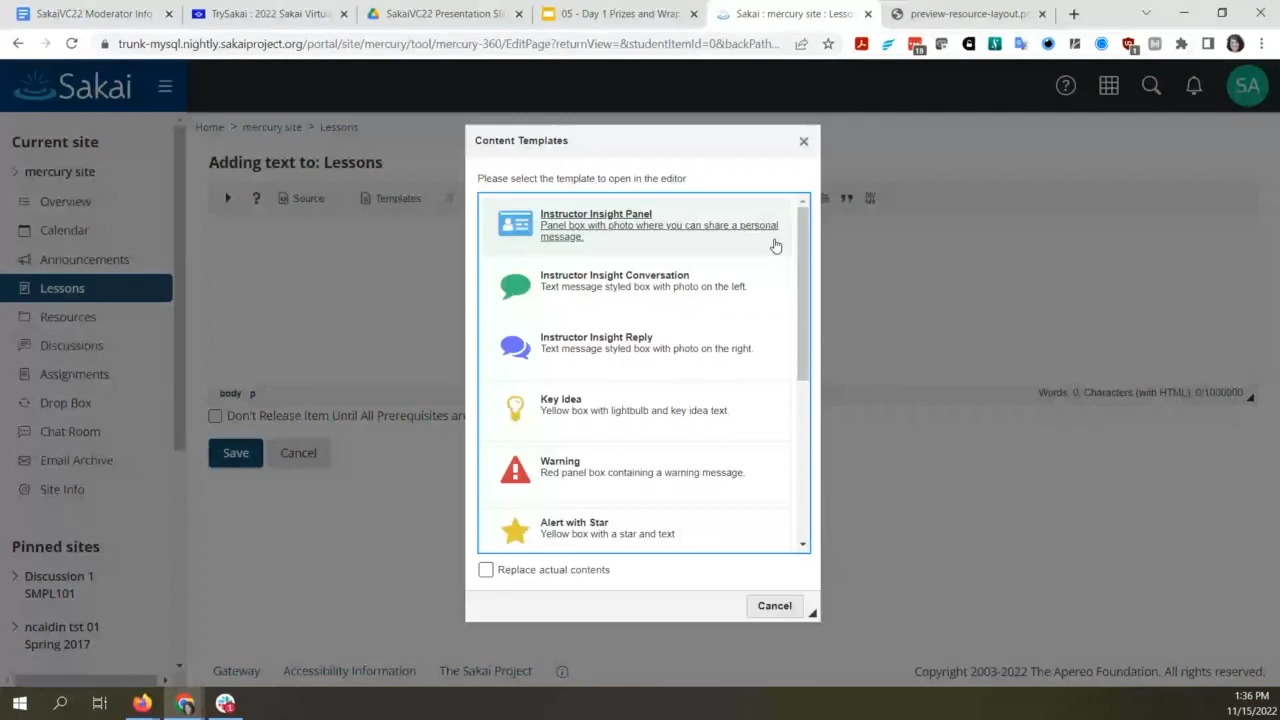 SakaiVC22 Moderator Info
TrySakai : 2022 Sakai Virtua
SakaiVC22 Presentation Sl
05 - Day 1 Prizes and Wrap
Sakai : mercury site : Lesso
preview-resource-layout.p
trunk-mysql.nightly.sakaiproject.org/portal/site/mercury/tool/mercury-360/EditPage?returnView=&studentItemId=0&backPath...
18
1
Sakai
SA
Current site
mercury site
Overview
Calendar
Announcements
Lessons
Resources
Discussions
Assignments
Drop Box
Chat Room
Email Archive
Site Info
Pinned sites
Discussion 1
SMPL101
ncaidin tst 01
Spring 2017
Home > mercury site > Lessons
Adding text to: Lessons
? Source Templates
body p
Words: 0, Characters (with HTML): 0/1000000
Don't Release Item Until All Prerequisites are
Save Cancel
Content Templates
Please select the template to open in the editor
Instructor Insight Panel
Panel box with photo where you can share a personal
message.
Instructor Insight Conversation
Text message styled box with photo on the left.
Instructor Insight Reply
Text message styled box with photo on the right.
Key Idea
Yellow box with lightbulb and key idea text.
Warning
Red panel box containing a warning message.
Alert with Star
Yellow box with a star and text
Replace actual contents
Cancel
Gateway Accessibility Information The Sakai Project
Copyright 2003-2022 The Apereo Foundation. All rights reserved.
1:36 PM
11/15/2022